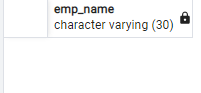 emp_name
character varying (30)